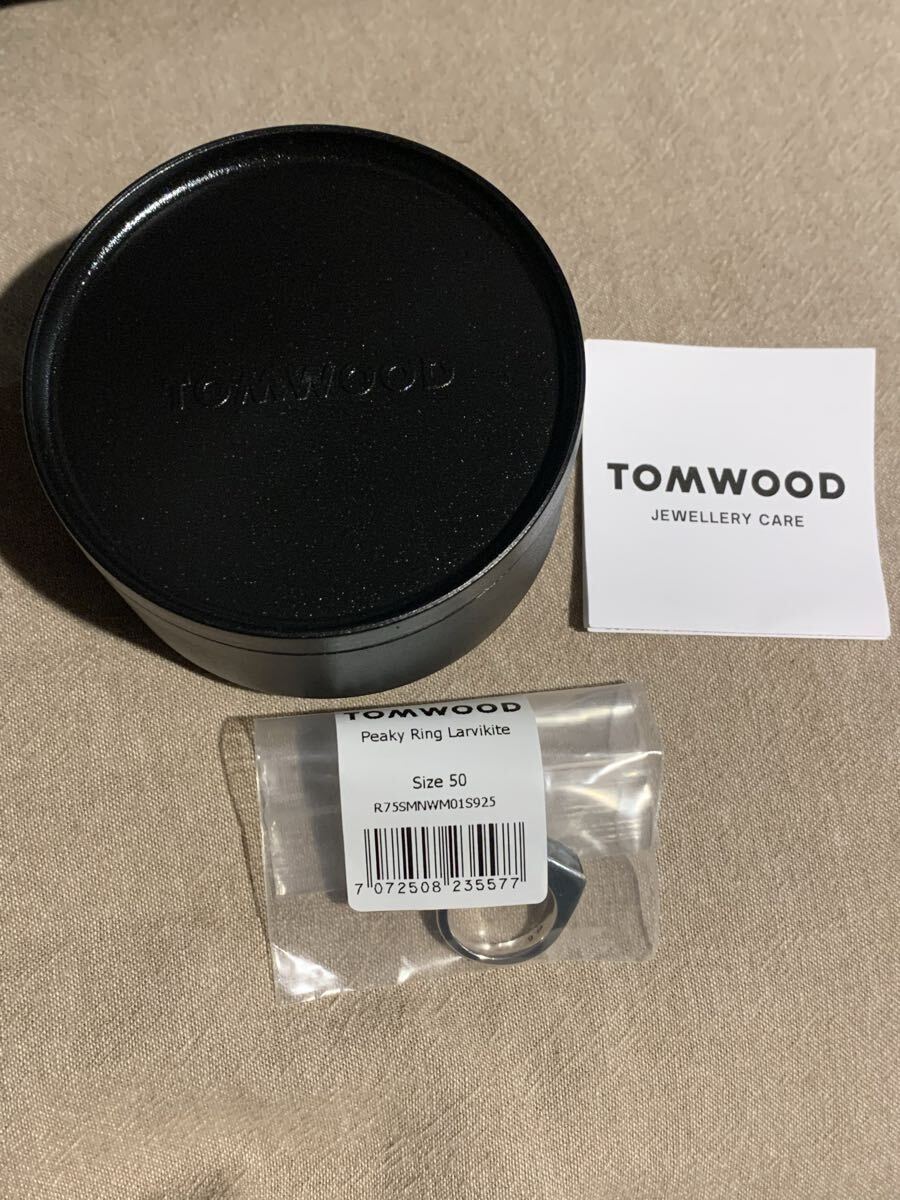 TOMWOOD
TOMWOOD
JEWELLERY CARE
TOMWOOD
Peaky Ring Larvikite
Size 50
R75SMNWM01S925
7 072508 235577